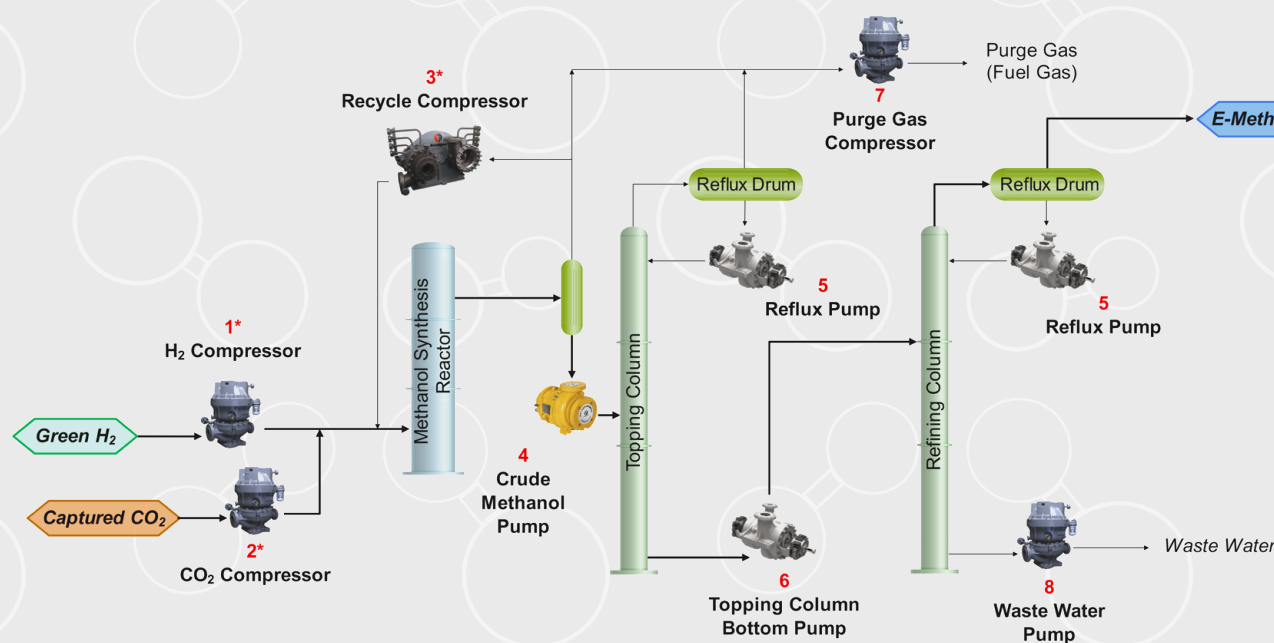 Purge Gas
(Fuel Gas)
3*
Recycle Compressor
7
Purge Gas
Compressor
E-Meth
Reflux Drum
Reflux Drum
5
Reflux Pump
5
Reflux Pump
1*
H₂ Compressor
Methanol Synthesis
Reactor
Topping Column
Refining Column
Green H₂
4
Crude
Methanol
Pump
Captured CO₂
2*
CO₂ Compressor
6
Topping Column
Bottom Pump
8
Waste Water
Pump
Waste Water